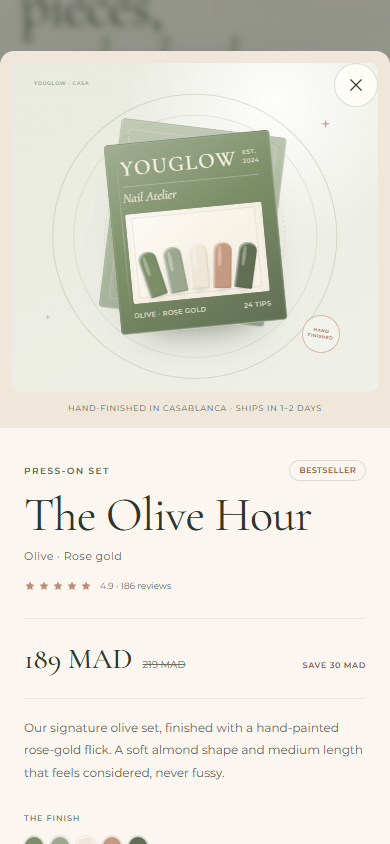 pieces,
YOUGLOW · CASA
YOUGLOW
EST.
2024
Nail Atelier
OLIVE · ROSE GOLD
24 TIPS
HAND
FINISHED
HAND-FINISHED IN CASABLANCA · SHIPS IN 1–2 DAYS
PRESS-ON SET
BESTSELLER
The Olive Hour
Olive · Rose gold
4.9 · 186 reviews
189 MAD
219 MAD
SAVE 30 MAD
Our signature olive set, finished with a hand-painted
rose-gold flick. A soft almond shape and medium length
that feels considered, never fussy.
THE FINISH